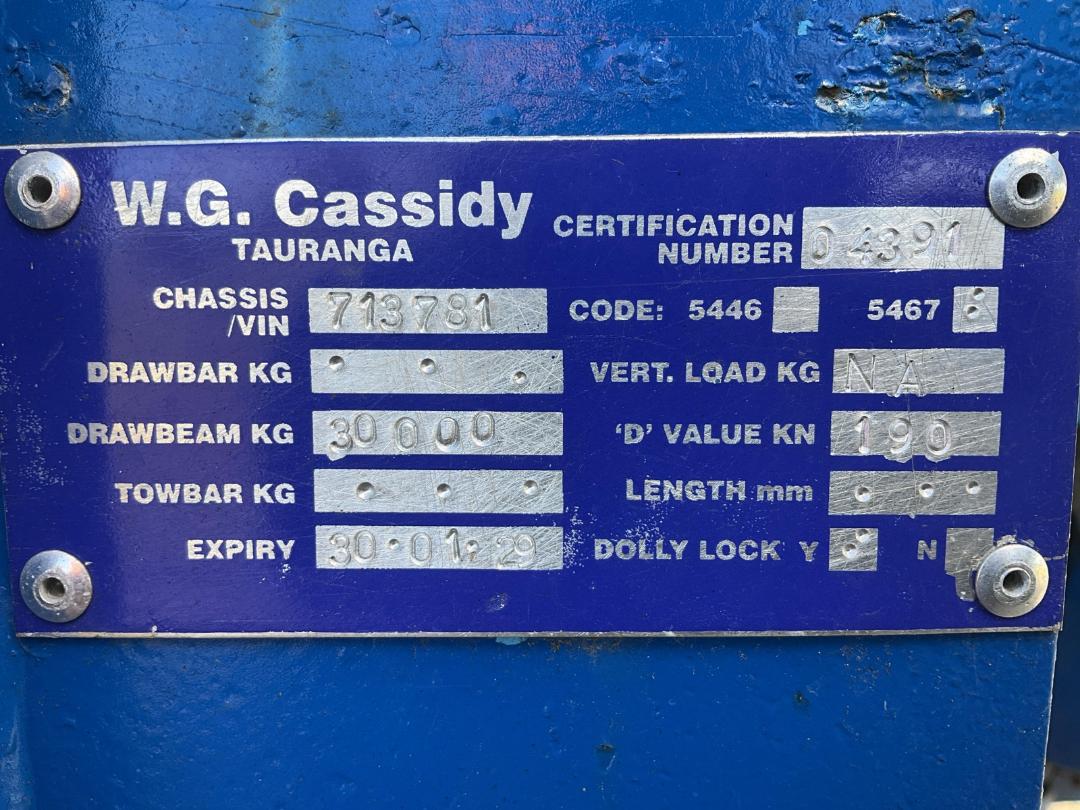 W.G. Cassidy
TAURANGA
CERTIFICATION
NUMBER 04391
CHASSIS
/VIN 713781
CODE: 5446 5467
DRAWBAR KG
VERT. LOAD KG NA
DRAWBEAM KG 30000
'D' VALUE KN 190
TOWBAR KG
LENGTH mm
EXPIRY 30·01·29
DOLLY LOCK Y N